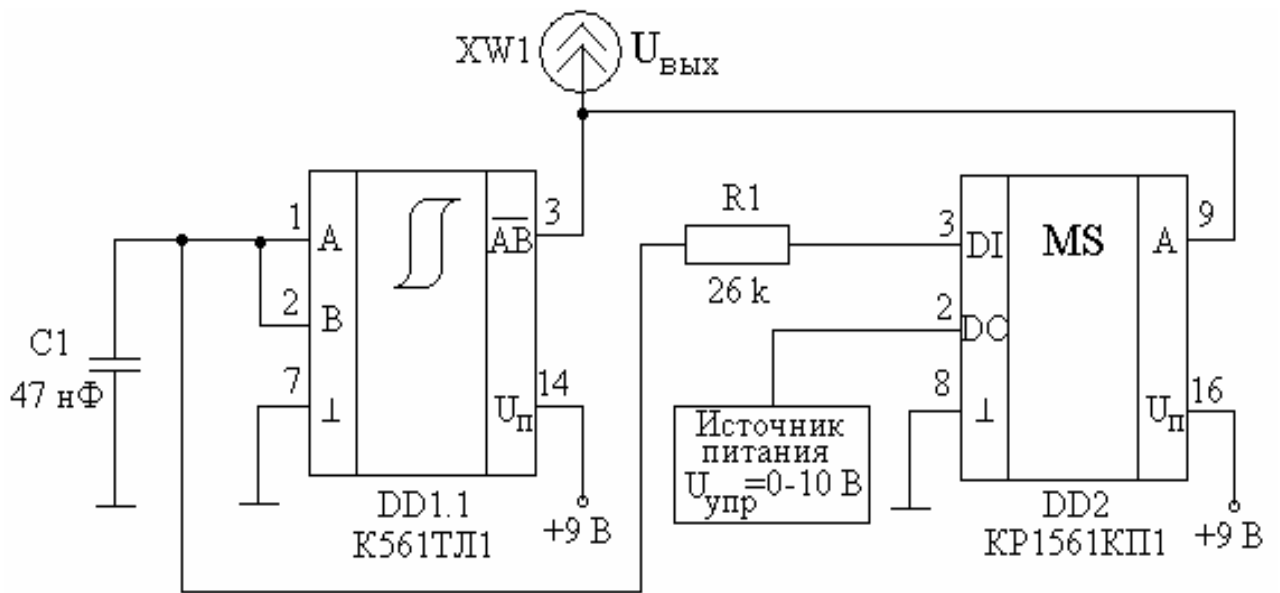 XW1
Uвых
1
A
2
B
7
⊥
AB
3
Uп
14
C1
47 нФ
DD1.1
К561ТЛ1
+9 В
R1
26 k
3
DI
2
DO
8
⊥
MS
A
9
Uп
16
Источник
питания
Uупр=0-10 В
DD2
КР1561КП1
+9 В